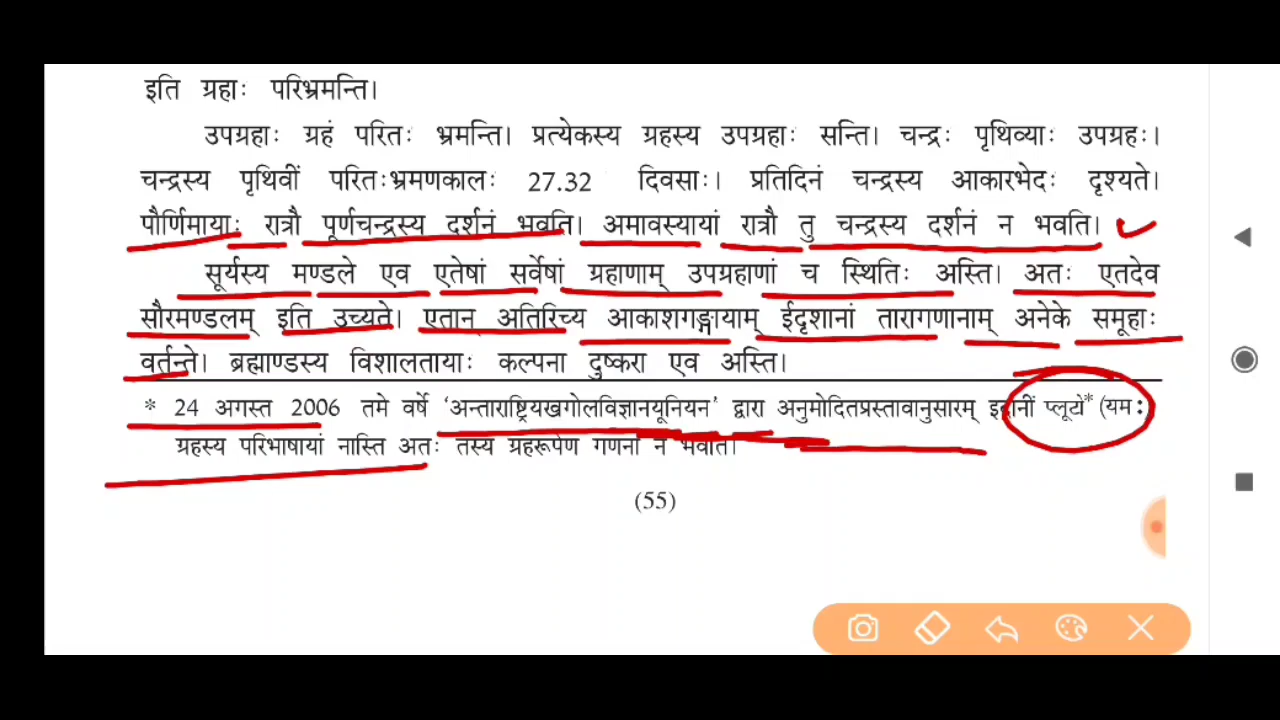 इति ग्रहाः परिभ्रमन्ति।
उपग्रहाः ग्रहं परितः भ्रमन्ति। प्रत्येकस्य ग्रहस्य उपग्रहाः सन्ति। चन्द्रः पृथिव्याः उपग्रहः।
चन्द्रस्य पृथिवीं परितःभ्रमणकालः 27.32 दिवसाः। प्रतिदिनं चन्द्रस्य आकारभेदः दृश्यते।
पौर्णिमायाः रात्रौ पूर्णचन्द्रस्य दर्शनं भवति। अमावस्यायां रात्रौ तु चन्द्रस्य दर्शनं न भवति।
सूर्यस्य मण्डले एव एतेषां सर्वेषां ग्रहाणाम् उपग्रहाणां च स्थितिः अस्ति। अतः एतदेव
सौरमण्डलम् इति उच्यते। एतान् अतिरिच्य आकाशगङ्गायाम् ईदृशानां तारागणानाम् अनेके समूहाः
वर्तन्ते। ब्रह्माण्डस्य विशालतायाः कल्पना दुष्करा एव अस्ति।
* 24 अगस्त 2006 तमे वर्षे 'अन्ताराष्ट्रियखगोलविज्ञानयूनियन' द्वारा अनुमोदितप्रस्तावानुसारम् इदानीं प्लूटो* (यमः
ग्रहस्य परिभाषायां नास्ति अतः तस्य ग्रहरूपेण गणना न भवति।
(55)